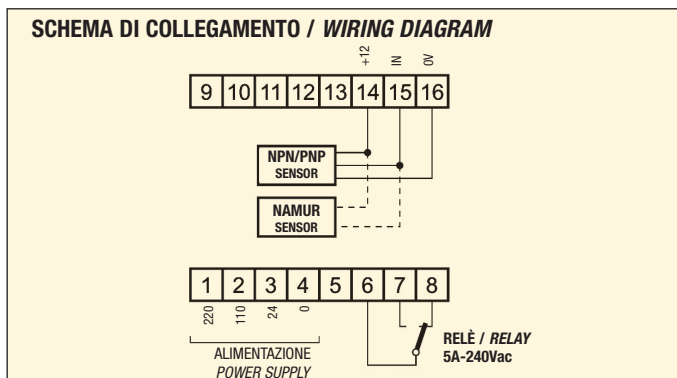 SCHEMA DI COLLEGAMENTO / WIRING DIAGRAM
+12 IN 0V
9 10 11 12 13 14 15 16
NPN/PNP
SENSOR
NAMUR
SENSOR
1 2 3 4 5 6 7 8
220 110 24 0
RELÈ / RELAY
5A-240Vac
ALIMENTAZIONE
POWER SUPPLY